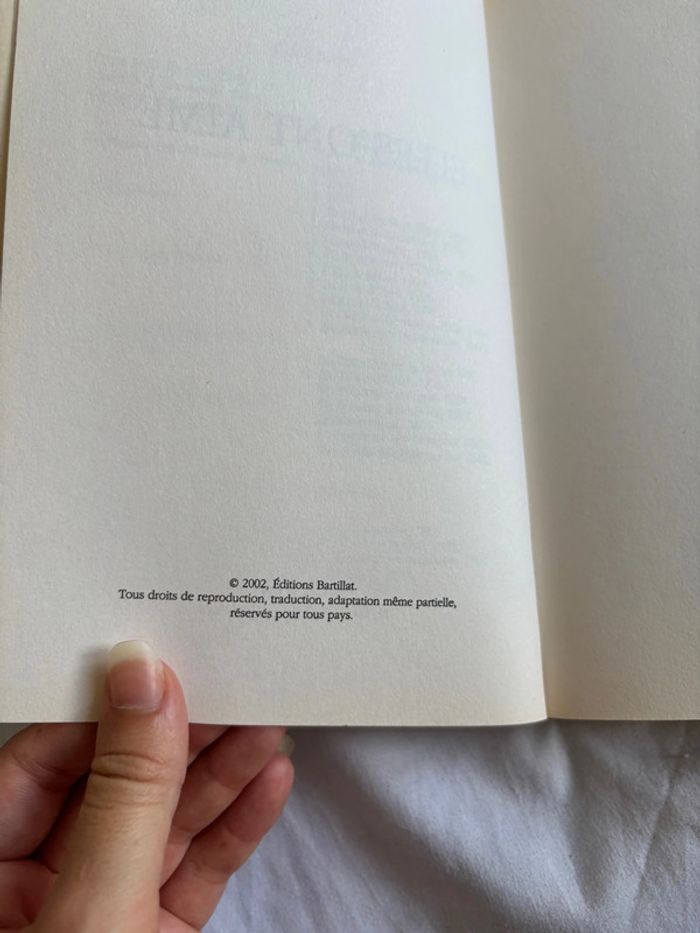 © 2002, Éditions Bartillat.
Tous droits de reproduction, traduction, adaptation même partielle,
réservés pour tous pays.